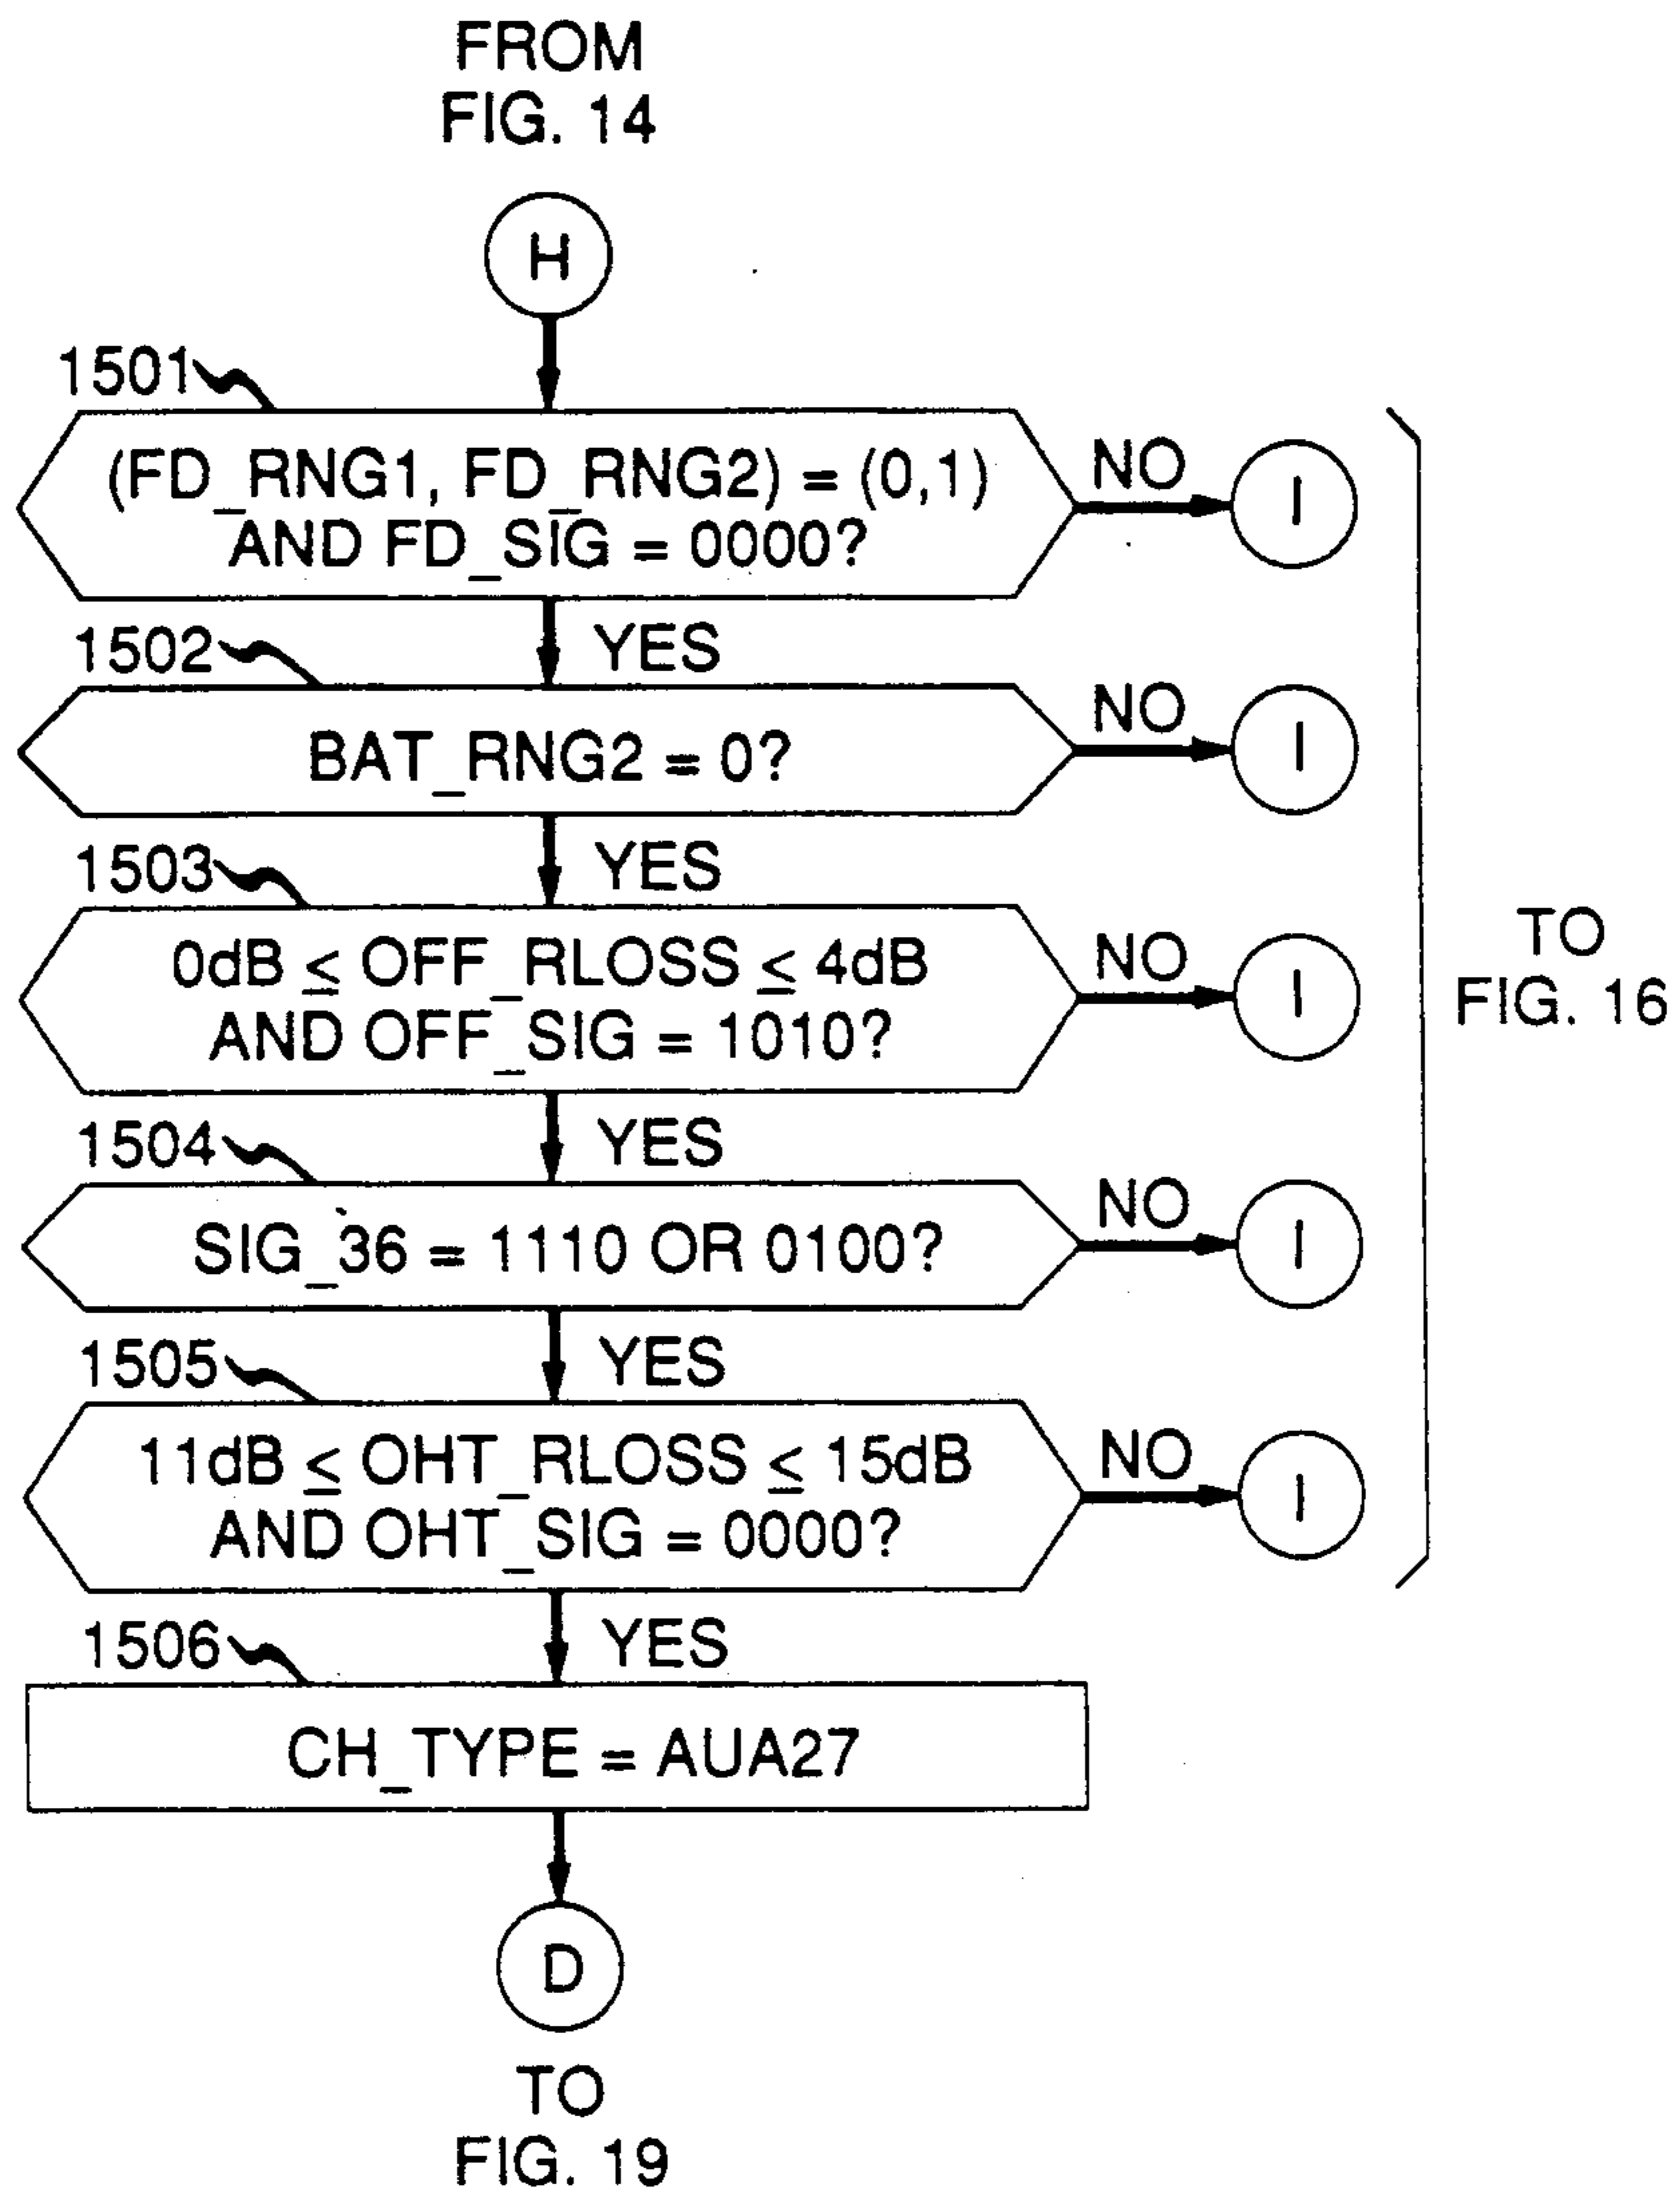 FROM
FIG. 14
H
1501
(FD_RNG1, FD_RNG2) = (0,1)
AND FD_SIG = 0000?
NO
I
YES
1502
BAT_RNG2 = 0?
NO
I
YES
1503
0dB ≤ OFF_RLOSS ≤ 4dB
AND OFF_SIG = 1010?
NO
I
TO
FIG. 16
YES
1504
SIG_36 = 1110 OR 0100?
NO
I
YES
1505
11dB ≤ OHT_RLOSS ≤ 15dB
AND OHT_SIG = 0000?
NO
I
YES
1506
CH_TYPE = AUA27
D
TO
FIG. 19